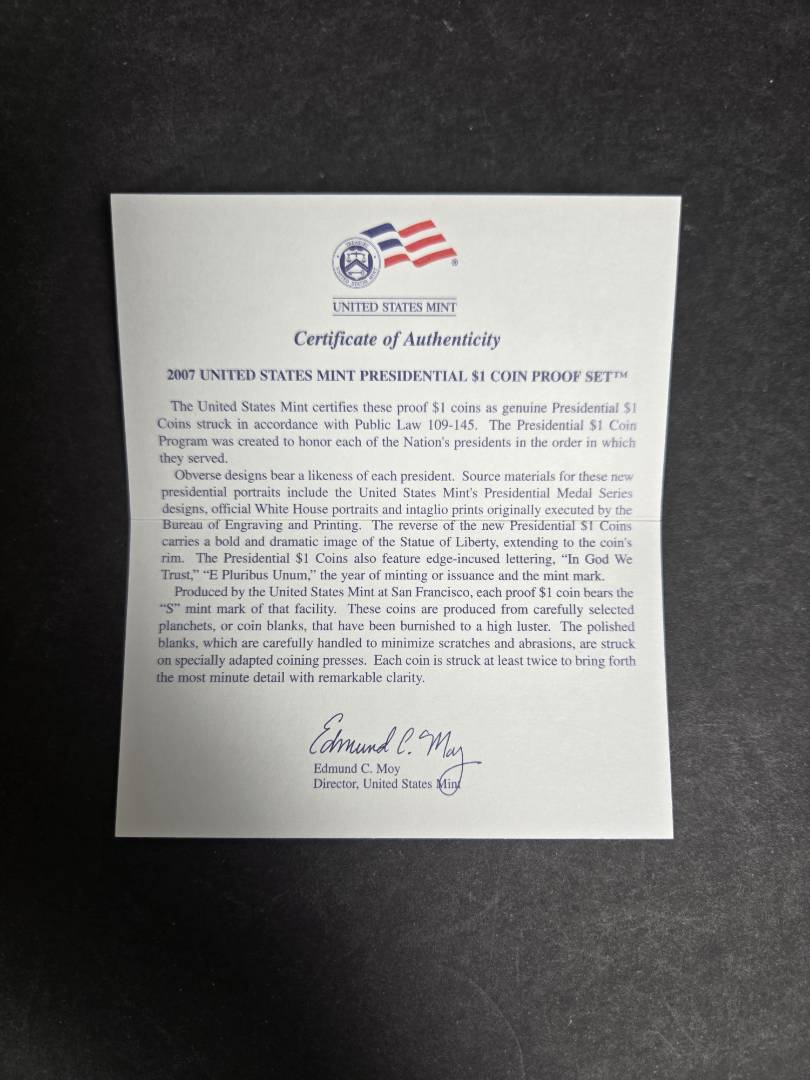 UNITED STATES MINT
Certificate of Authenticity
2007 UNITED STATES MINT PRESIDENTIAL $1 COIN PROOF SET™
The United States Mint certifies these proof $1 coins as genuine Presidential $1
Coins struck in accordance with Public Law 109-145. The Presidential $1 Coin
Program was created to honor each of the Nation's presidents in the order in which
they served.
Obverse designs bear a likeness of each president. Source materials for these new
presidential portraits include the United States Mint's Presidential Medal Series
designs, official White House portraits and intaglio prints originally executed by the
Bureau of Engraving and Printing. The reverse of the new Presidential $1 Coins
carries a bold and dramatic image of the Statue of Liberty, extending to the coin's
rim. The Presidential $1 Coins also feature edge-incused lettering, “In God We
Trust,” “E Pluribus Unum,” the year of minting or issuance and the mint mark.
Produced by the United States Mint at San Francisco, each proof $1 coin bears the
“S” mint mark of that facility. These coins are produced from carefully selected
planchets, or coin blanks, that have been burnished to a high luster. The polished
blanks, which are carefully handled to minimize scratches and abrasions, are struck
on specially adapted coining presses. Each coin is struck at least twice to bring forth
the most minute detail with remarkable clarity.
Edmund C. Moy
Edmund C. Moy
Director, United States Mint